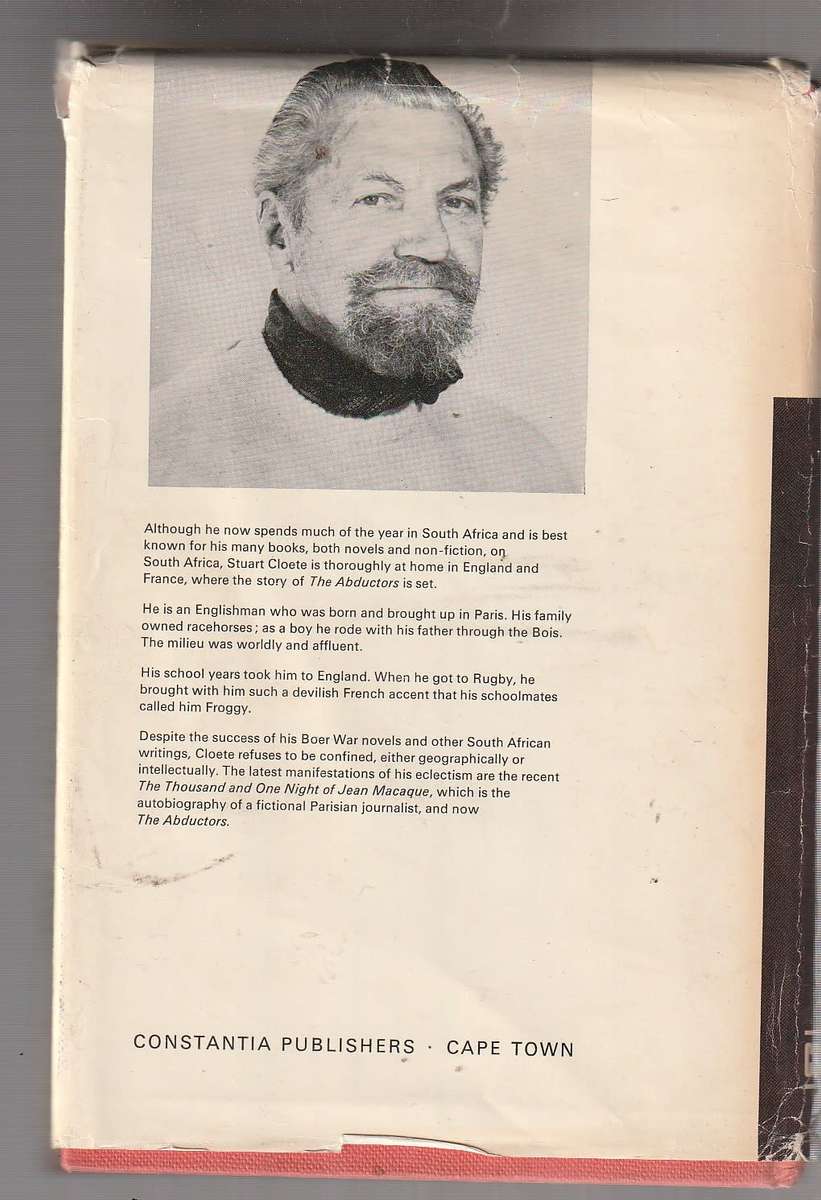 Although he now spends much of the year in South Africa and is best
known for his many books, both novels and non-fiction, on
South Africa, Stuart Cloete is thoroughly at home in England and
France, where the story of The Abductors is set.
He is an Englishman who was born and brought up in Paris. His family
owned racehorses; as a boy he rode with his father through the Bois.
The milieu was worldly and affluent.
His school years took him to England. When he got to Rugby, he
brought with him such a devilish French accent that his schoolmates
called him Froggy.
Despite the success of his Boer War novels and other South African
writings, Cloete refuses to be confined, either geographically or
intellectually. The latest manifestations of his eclectism are the recent
The Thousand and One Night of Jean Macaque, which is the
autobiography of a fictional Parisian journalist, and now
The Abductors.
CONSTANTIA PUBLISHERS · CAPE TOWN